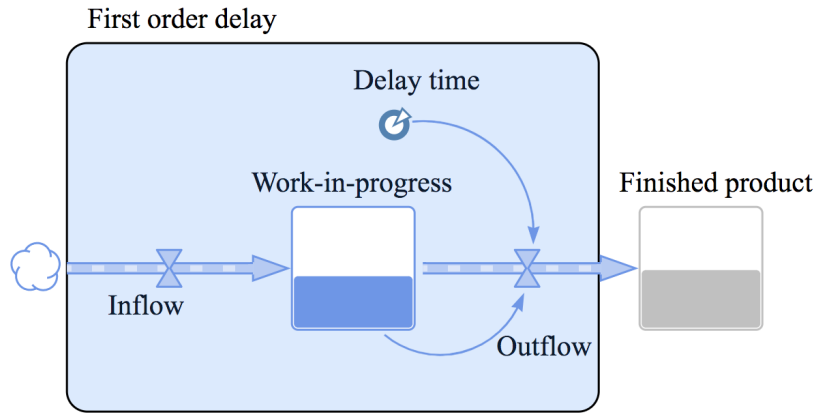 First order delay
Delay time
Work-in-progress
Finished product
Inflow
Outflow